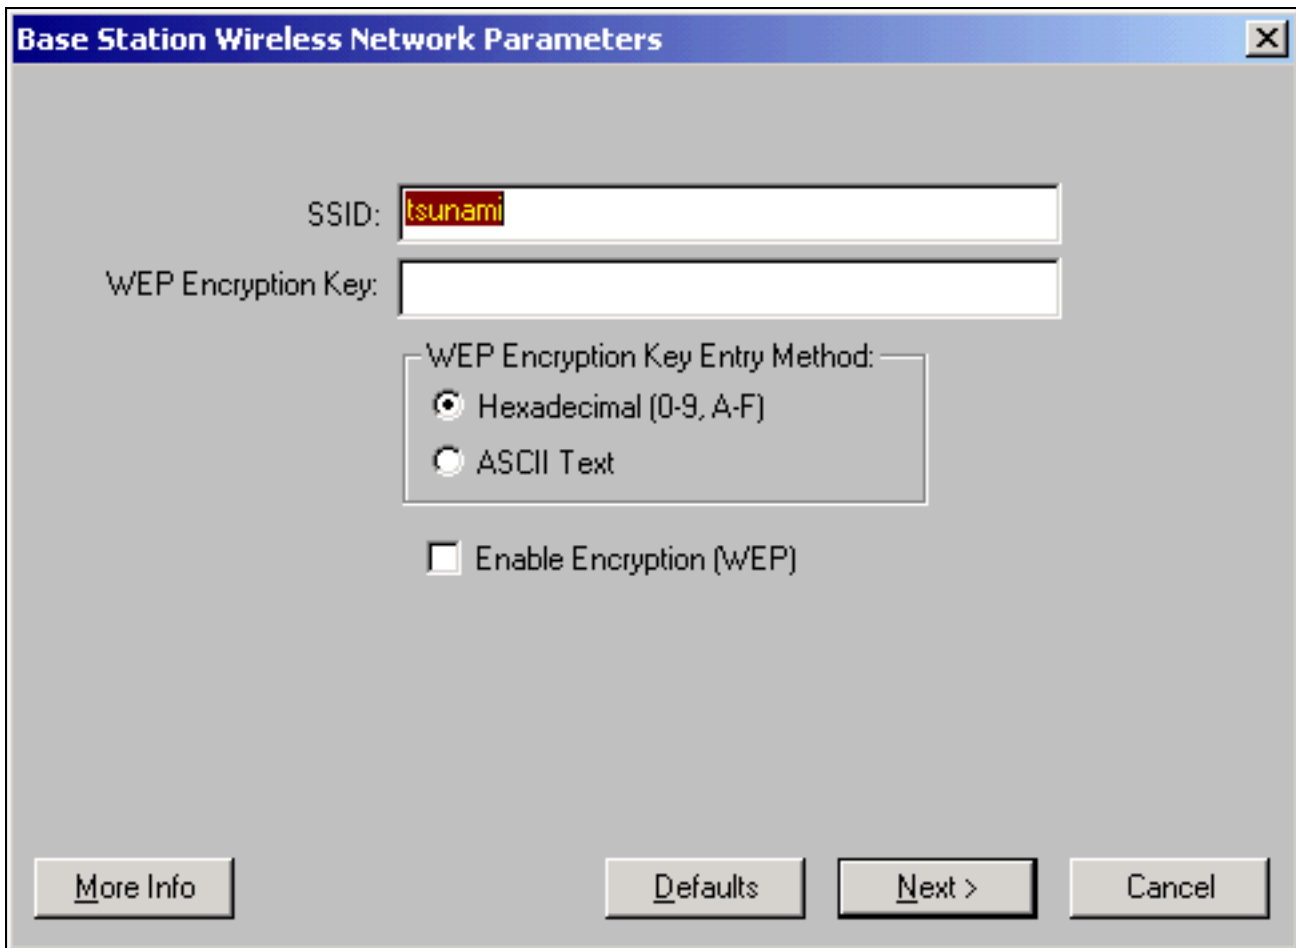 Base Station Wireless Network Parameters
SSID: tsunami
WEP Encryption Key:
WEP Encryption Key Entry Method:
Hexadecimal (0-9, A-F)
ASCII Text
Enable Encryption (WEP)
More Info Defaults Next > Cancel